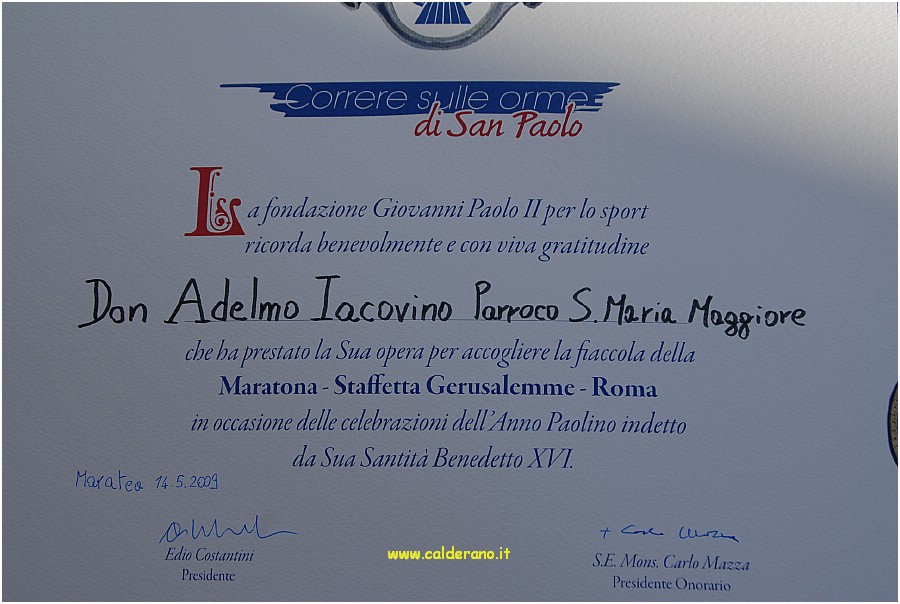 Correre sulle orme
di San Paolo
La fondazione Giovanni Paolo II per lo sport
ricorda benevolmente e con viva gratitudine
Don Adelmo Iacovino Parroco S. Maria Maggiore
che ha prestato la Sua opera per accogliere la fiaccola della
Maratona - Staffetta Gerusalemme - Roma
in occasione delle celebrazioni dell'Anno Paolino indetto
da Sua Santità Benedetto XVI.
Maratea 14.5.2009
Edio Costantini
Presidente
www.calderano.it
+ Carlo Mazza
S.E. Mons. Carlo Mazza
Presidente Onorario